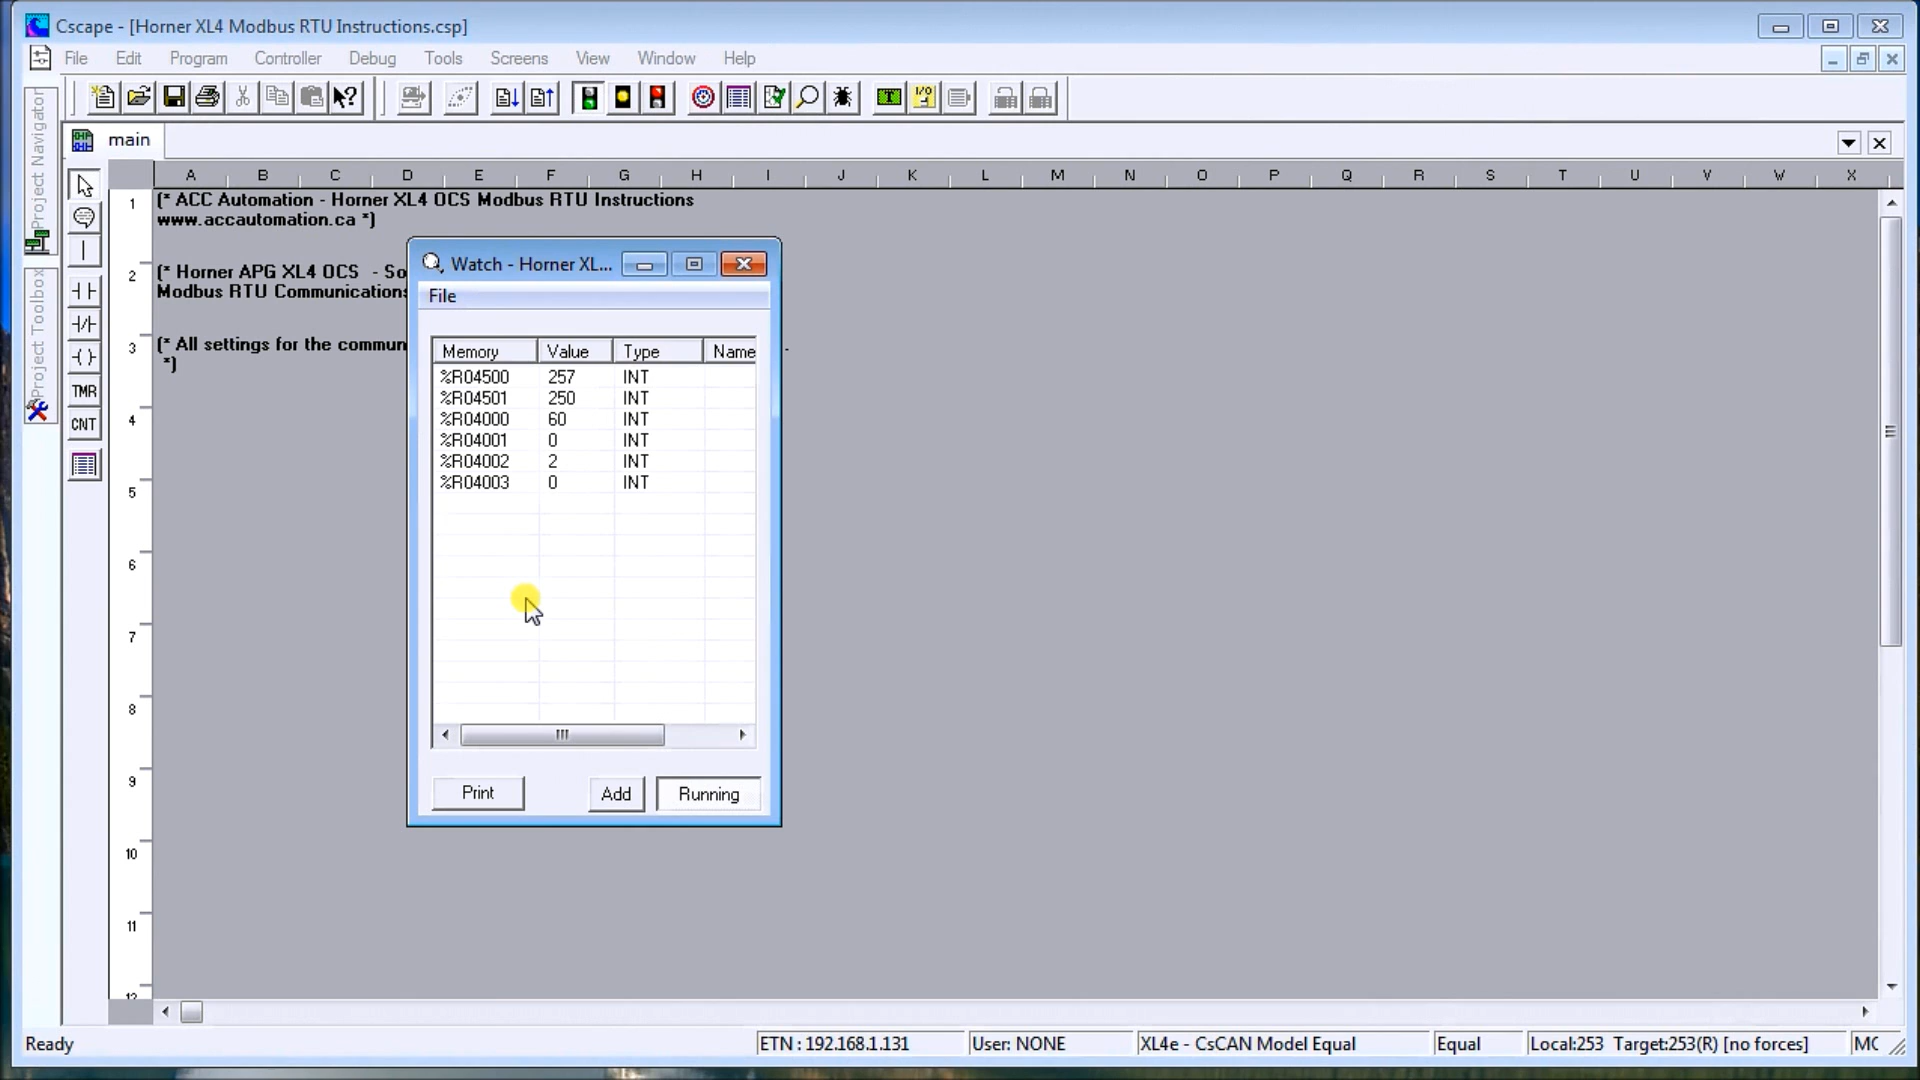 Cscape - [Horner XL4 Modbus RTU Instructions.csp]
File Edit Program Controller Debug Tools Screens View Window Help
T I/O
main
Project Navigator
Project Toolbox
A B C D E F G H I J K L M N O P Q R S T U V W X
1 (* ACC Automation - Horner XL4 OCS Modbus RTU Instructions
www.accautomation.ca *)
2 (* Horner APG XL4 OCS - So
Modbus RTU Communications
3 (* All settings for the commun -
*)
4
5
6
7
8
9
10
11
12
TMR
CNT
Watch - Horner XL...
File
Memory Value Type Name
%R04500 257 INT
%R04501 250 INT
%R04000 60 INT
%R04001 0 INT
%R04002 2 INT
%R04003 0 INT
Print Add Running
Ready ETN : 192.168.1.131 User: NONE XL4e - CsCAN Model Equal Equal Local:253 Target:253(R) [no forces] MC